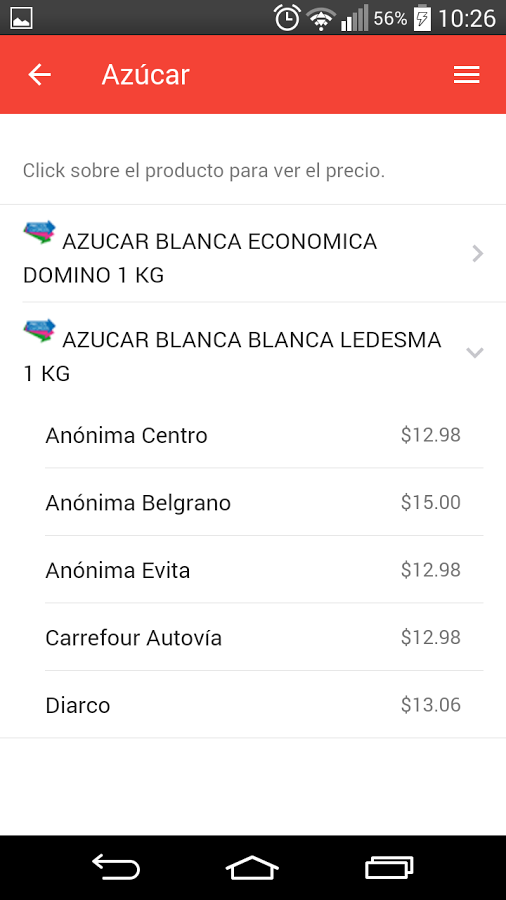 56% 10:26
Azúcar
Click sobre el producto para ver el precio.
AZUCAR BLANCA ECONOMICA
DOMINO 1 KG
AZUCAR BLANCA BLANCA LEDESMA
1 KG
Anónima Centro $12.98
Anónima Belgrano $15.00
Anónima Evita $12.98
Carrefour Autovía $12.98
Diarco $13.06